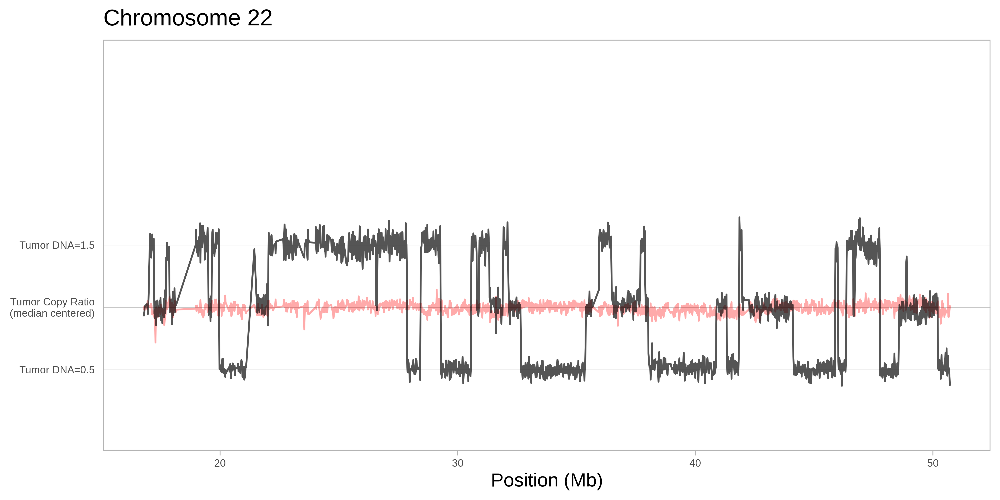 Chromosome 22
Tumor DNA=1.5
Tumor Copy Ratio
(median centered)
Tumor DNA=0.5
20
30
40
50
Position (Mb)